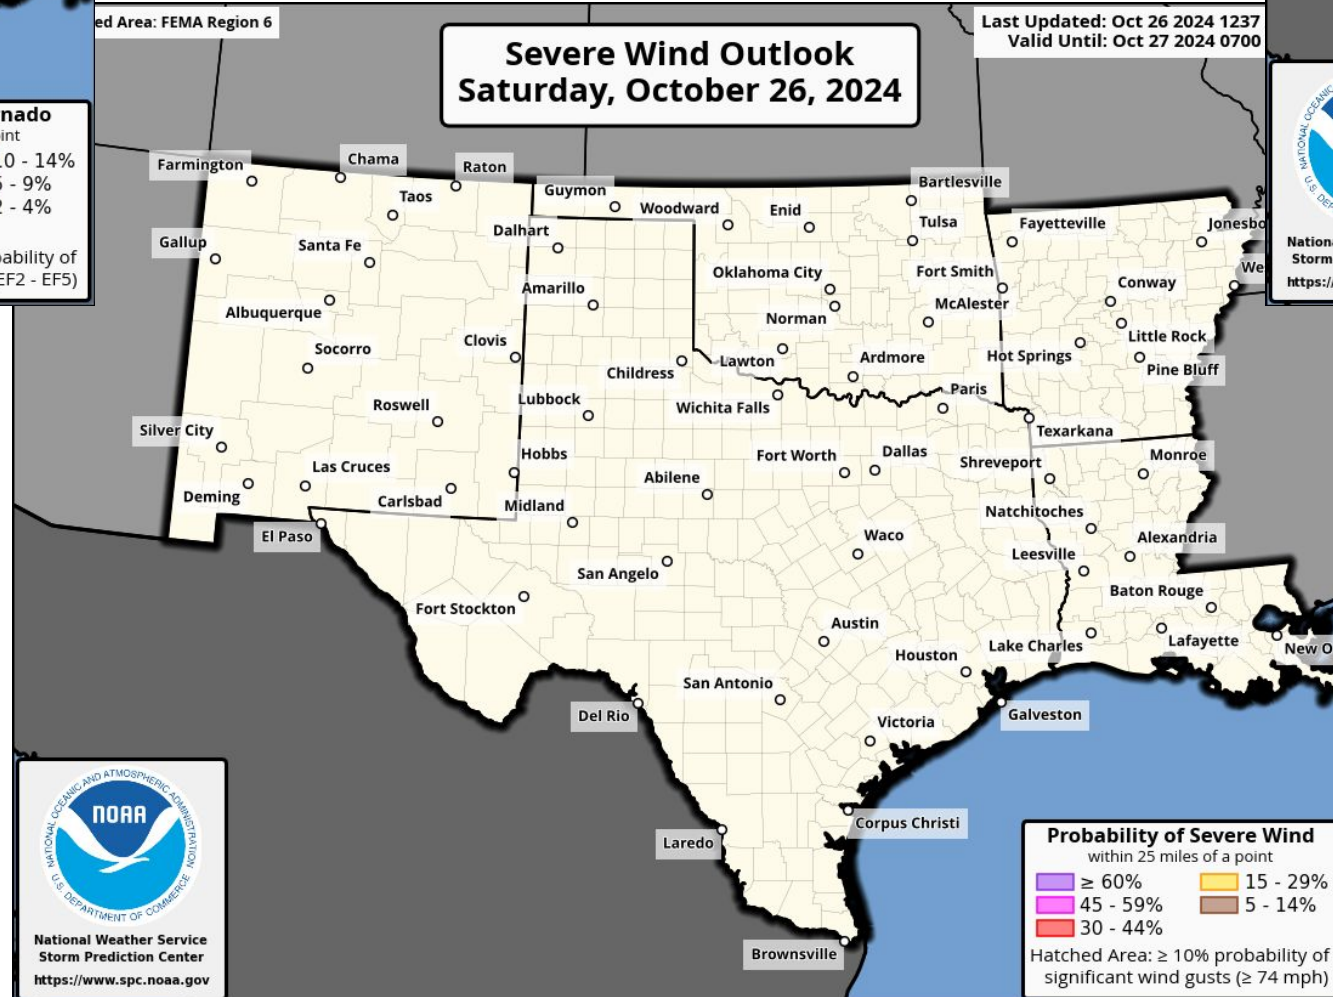 ed Area: FEMA Region 6
Last Updated: Oct 26 2024 1237
Valid Until: Oct 27 2024 0700
Severe Wind Outlook
Saturday, October 26, 2024
nado
int
10 - 14%
5 - 9%
2 - 4%
bability of
EF2 - EF5)
NATIONAL OCEANIC
U.S. DE
Nationa
Storm
https:/
Farmington
Chama
Raton
Taos
Guymon
Woodward
Enid
Bartlesville
Tulsa
Fayetteville
Jonesbo
Gallup
Santa Fe
Dalhart
Oklahoma City
Fort Smith
We
Amarillo
Conway
Albuquerque
Norman
McAlester
Socorro
Clovis
Little Rock
Childress
Lawton
Ardmore
Hot Springs
Pine Bluff
Roswell
Lubbock
Wichita Falls
Paris
Silver City
Texarkana
Las Cruces
Hobbs
Fort Worth
Dallas
Shreveport
Monroe
Deming
Carlsbad
Midland
Abilene
Natchitoches
El Paso
Waco
Leesville
Alexandria
San Angelo
Fort Stockton
Baton Rouge
Austin
Lake Charles
Lafayette
New O
Houston
San Antonio
Del Rio
Victoria
Galveston
Laredo
Corpus Christi
Brownsville
NATIONAL OCEANIC AND ATMOSPHERIC ADMINISTRATION
NOAA
U.S. DEPARTMENT OF COMMERCE
National Weather Service
Storm Prediction Center
https://www.spc.noaa.gov
Probability of Severe Wind
within 25 miles of a point
≥ 60%
15 - 29%
45 - 59%
5 - 14%
30 - 44%
Hatched Area: ≥ 10% probability of
significant wind gusts (≥ 74 mph)